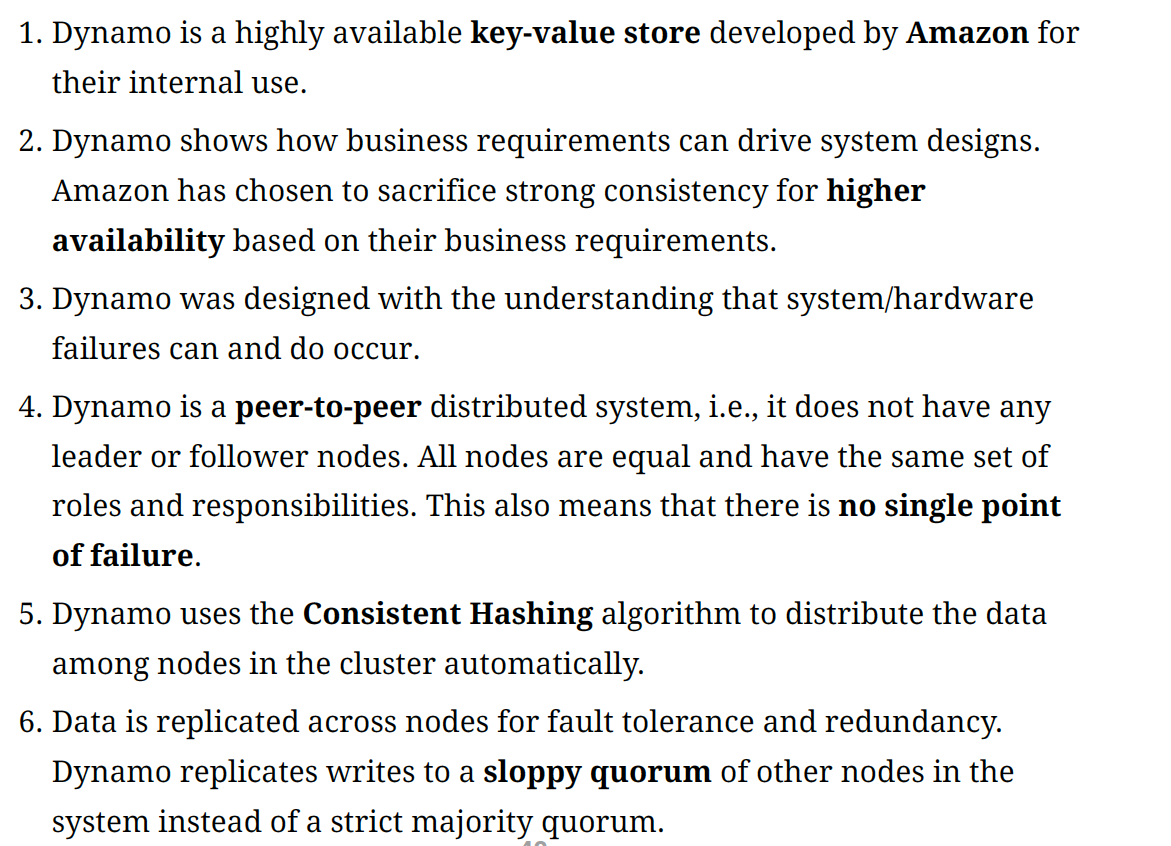 1. Dynamo is a highly available key-value store developed by Amazon for
their internal use.
2. Dynamo shows how business requirements can drive system designs.
Amazon has chosen to sacrifice strong consistency for higher
availability based on their business requirements.
3. Dynamo was designed with the understanding that system/hardware
failures can and do occur.
4. Dynamo is a peer-to-peer distributed system, i.e., it does not have any
leader or follower nodes. All nodes are equal and have the same set of
roles and responsibilities. This also means that there is no single point
of failure.
5. Dynamo uses the Consistent Hashing algorithm to distribute the data
among nodes in the cluster automatically.
6. Data is replicated across nodes for fault tolerance and redundancy.
Dynamo replicates writes to a sloppy quorum of other nodes in the
system instead of a strict majority quorum.